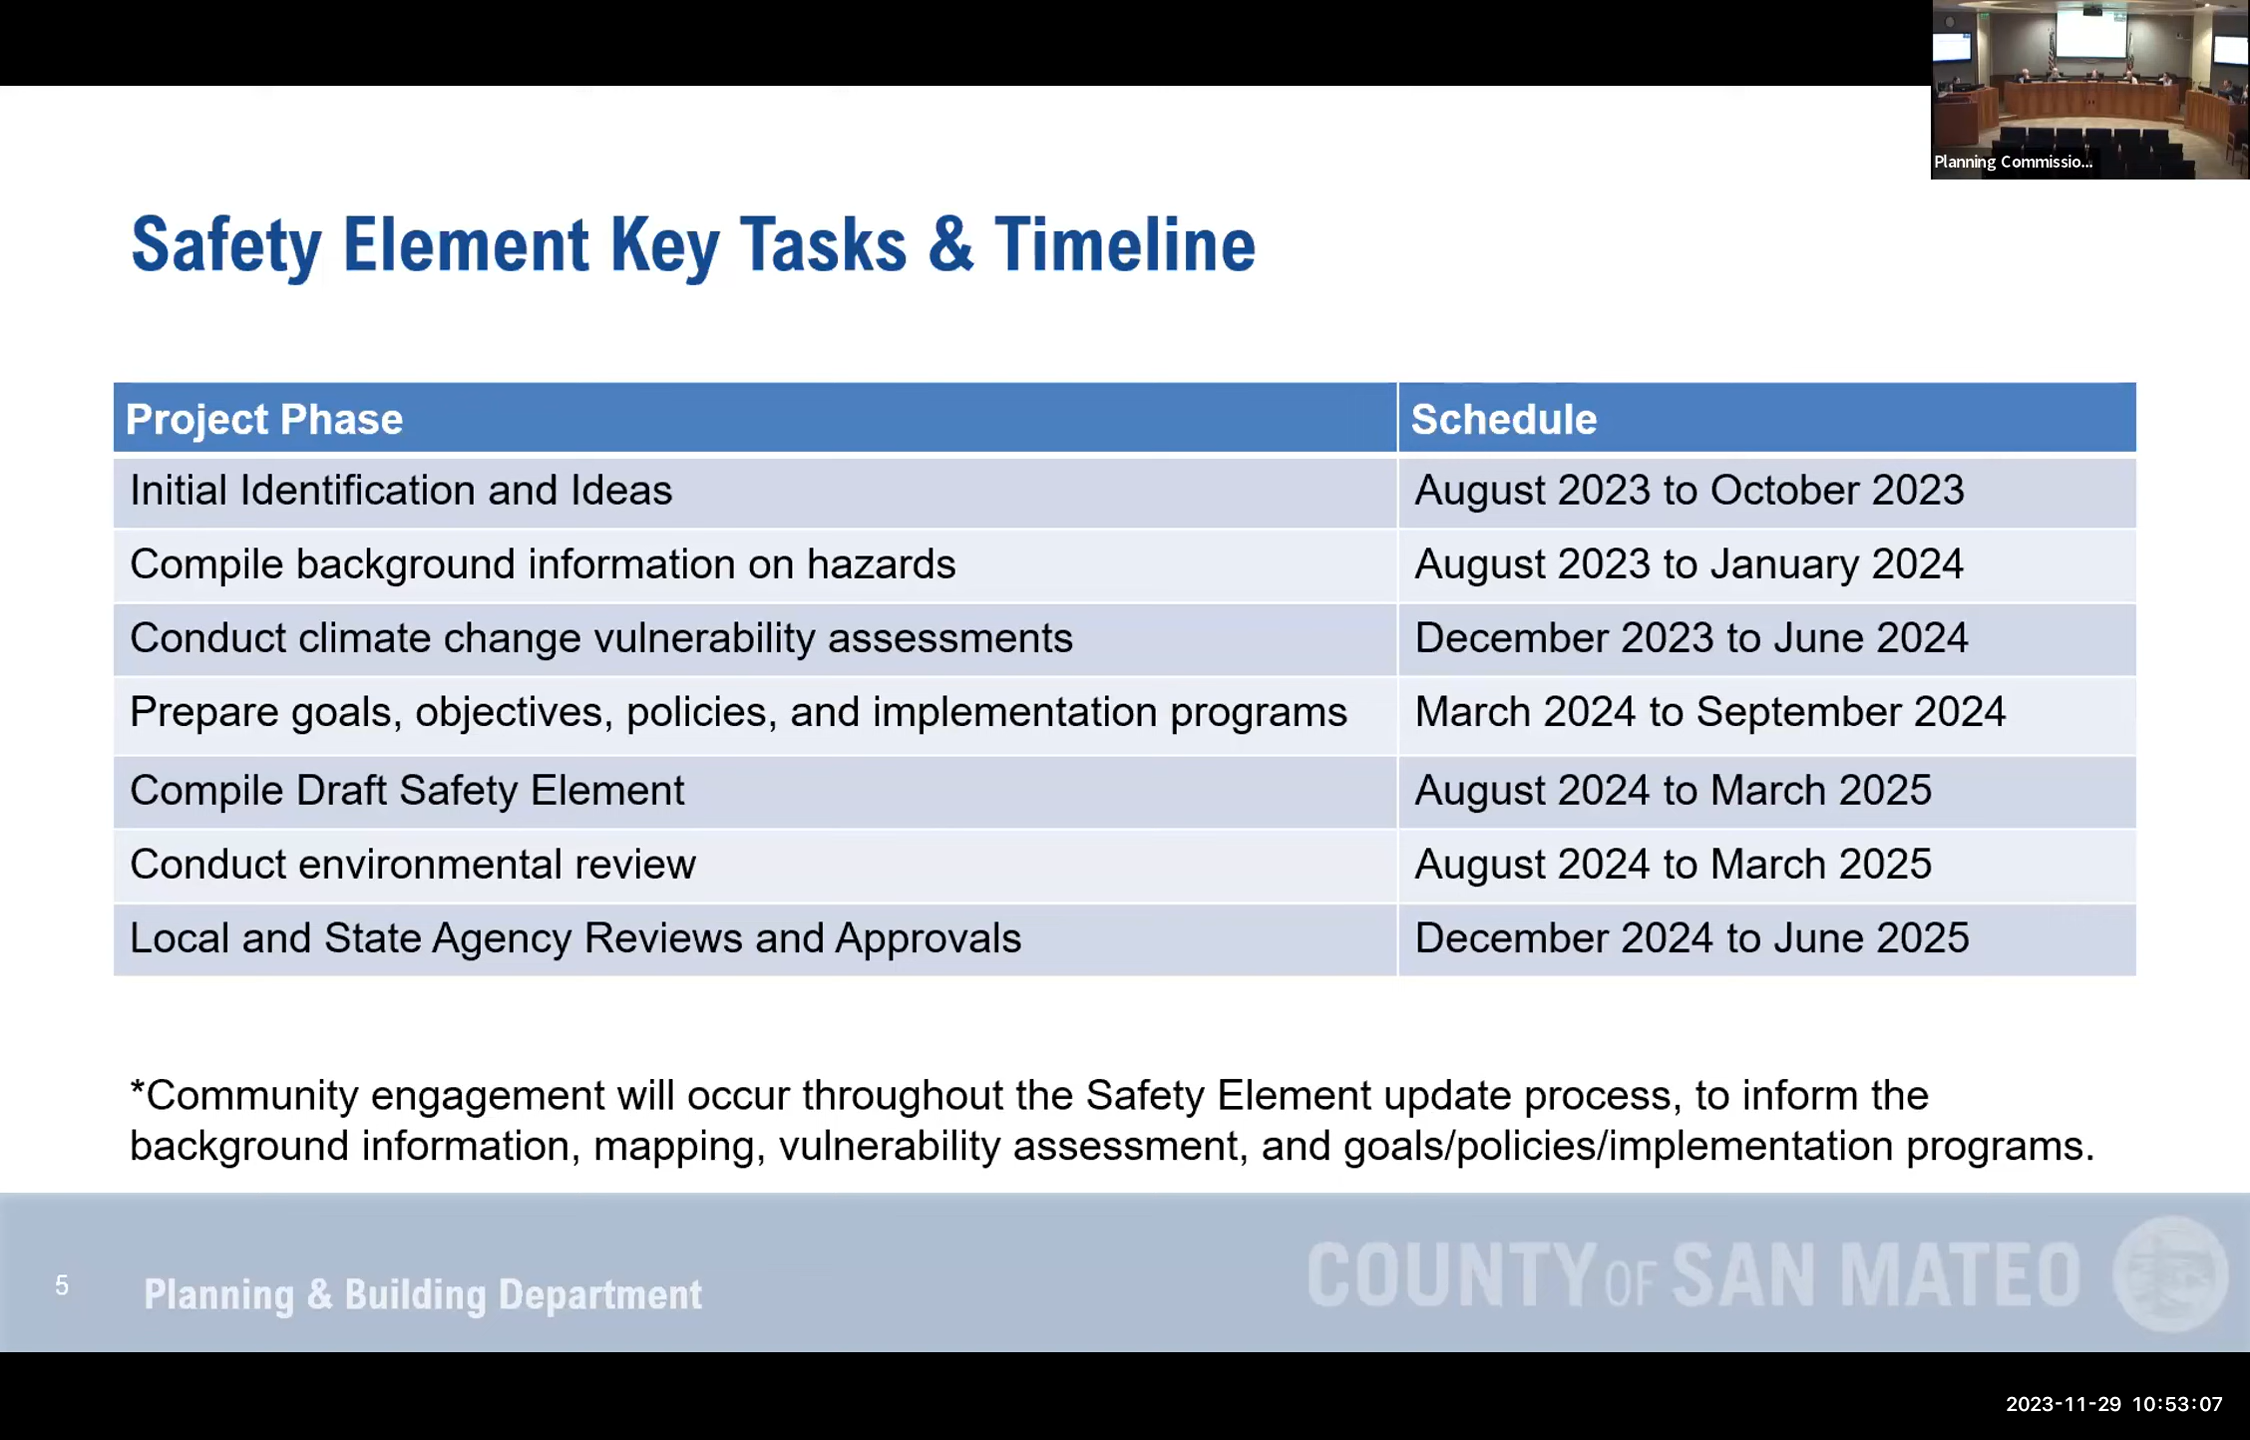 Planning Commissio...
Safety Element Key Tasks & Timeline
Project Phase Schedule
Initial Identification and Ideas August 2023 to October 2023
Compile background information on hazards August 2023 to January 2024
Conduct climate change vulnerability assessments December 2023 to June 2024
Prepare goals, objectives, policies, and implementation programs March 2024 to September 2024
Compile Draft Safety Element August 2024 to March 2025
Conduct environmental review August 2024 to March 2025
Local and State Agency Reviews and Approvals December 2024 to June 2025
*Community engagement will occur throughout the Safety Element update process, to inform the
background information, mapping, vulnerability assessment, and goals/policies/implementation programs.
5 Planning & Building Department COUNTY OF SAN MATEO
2023-11-29 10:53:07